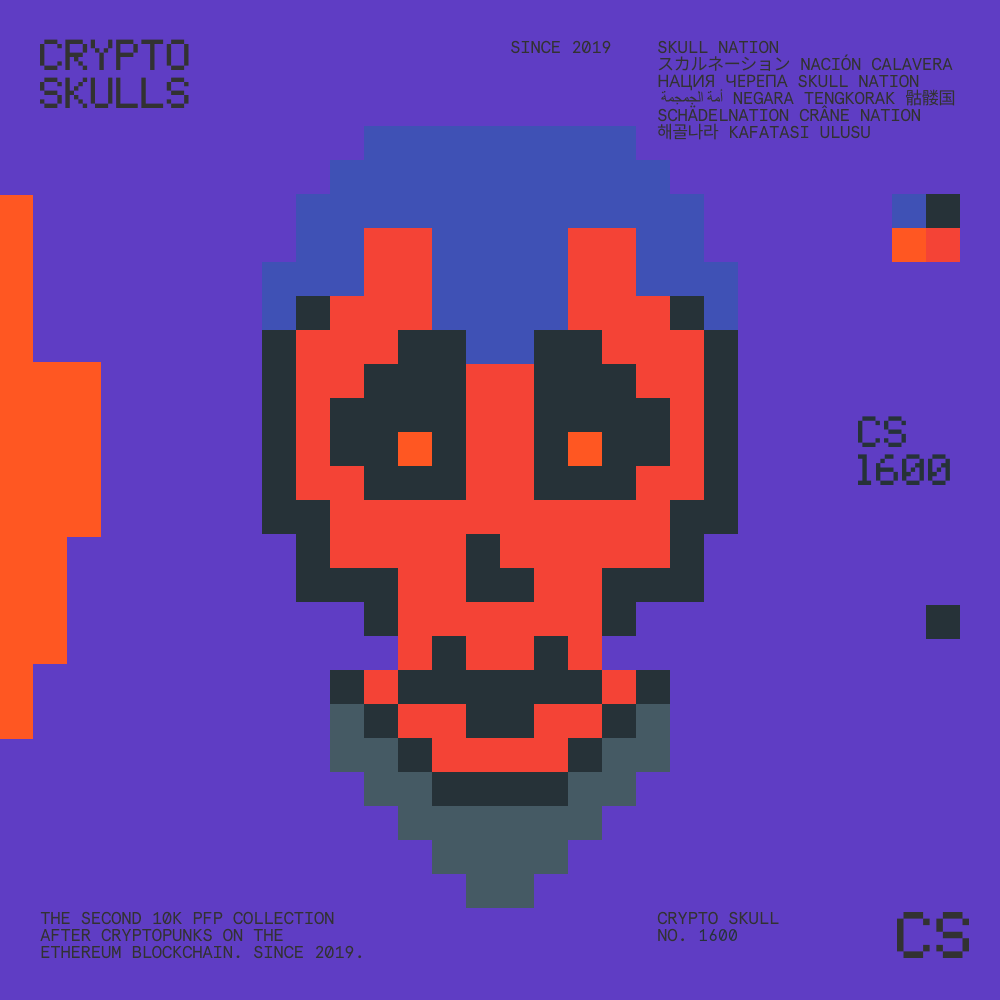 CRYPTO
SKULLS
SINCE 2019
SKULL NATION
スカルネーション NACIÓN CALAVERA
НАЦИЯ ЧЕРЕПА SKULL NATION
أمة الجمجمة NEGARA TENGKORAK 骷髅国
SCHÄDELNATION CRÂNE NATION
해골나라 KAFATASI ULUSU
CS
1600
THE SECOND 10K PFP COLLECTION
AFTER CRYPTOPUNKS ON THE
ETHEREUM BLOCKCHAIN. SINCE 2019.
CRYPTO SKULL
NO. 1600
CS